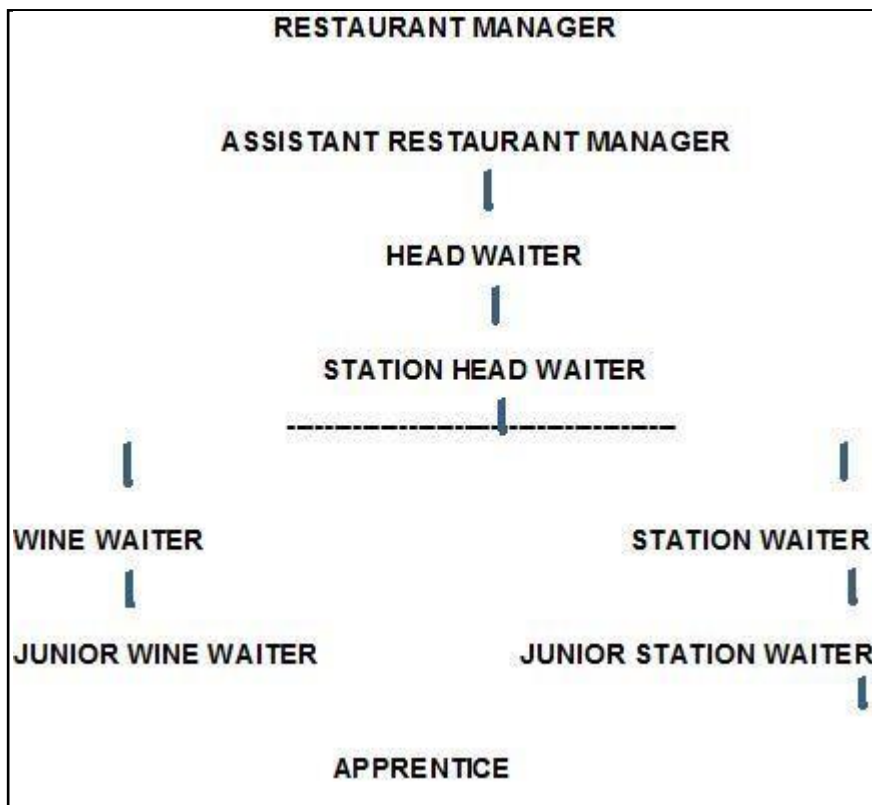 RESTAURANT MANAGER
ASSISTANT RESTAURANT MANAGER
HEAD WAITER
STATION HEAD WAITER
WINE WAITER STATION WAITER
JUNIOR WINE WAITER JUNIOR STATION WAITER
APPRENTICE